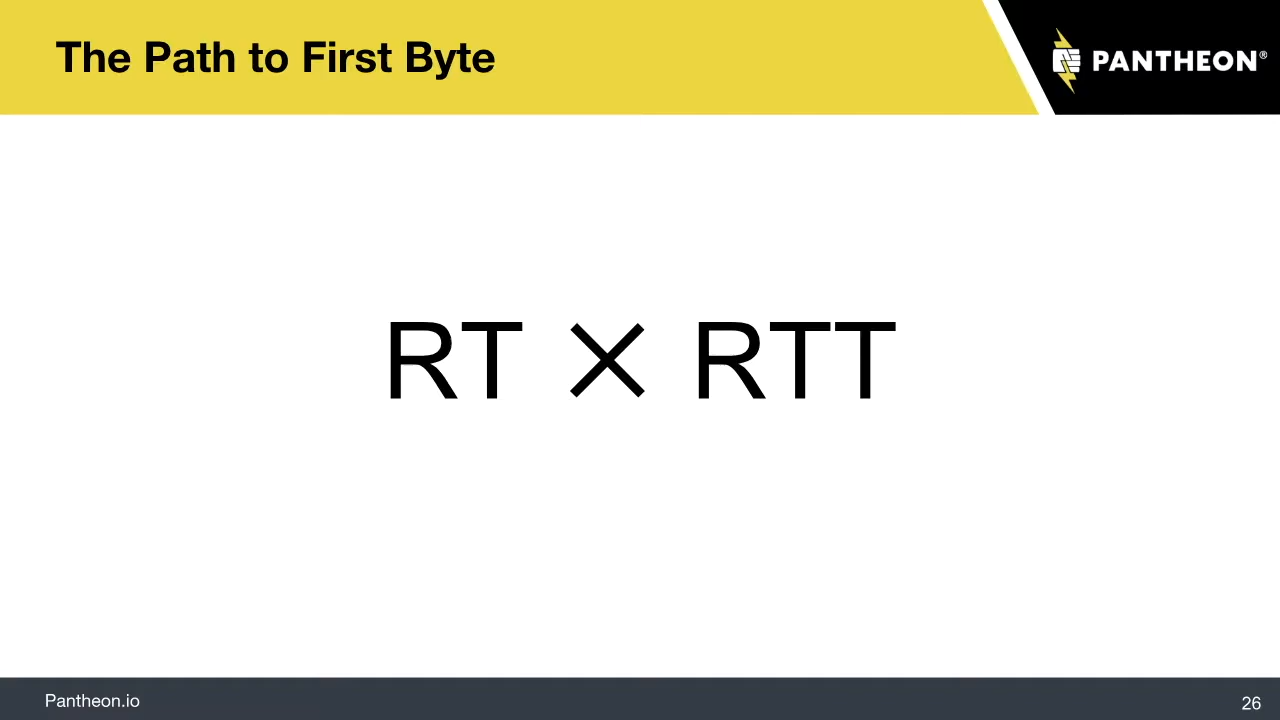 The Path to First Byte
PANTHEON®
RT × RTT
Pantheon.io
26